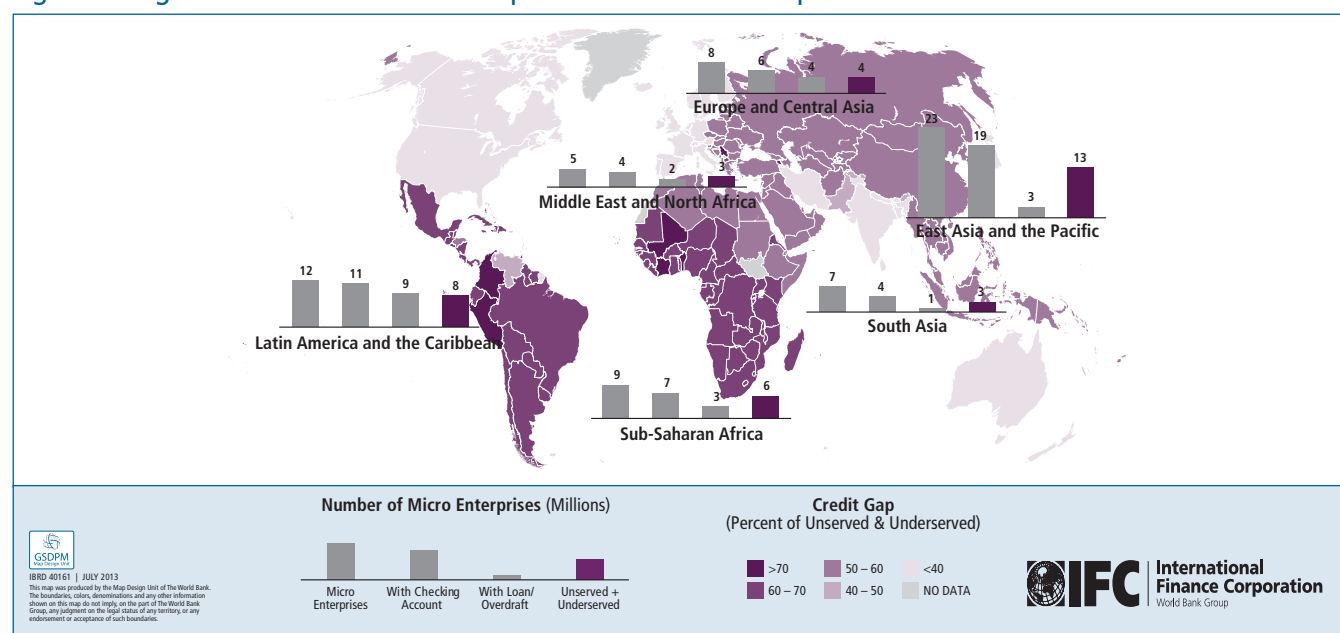 8
6
4
4
Europe and Central Asia
23
19
3
13
East Asia and the Pacific
5
4
2
3
Middle East and North Africa
12
11
9
8
Latin America and the Caribbean
7
4
1
3
South Asia
9
7
3
6
Sub-Saharan Africa
Number of Micro Enterprises (Millions)
Micro
Enterprises
With Checking
Account
With Loan/
Overdraft
Unserved +
Underserved
Credit Gap
(Percent of Unserved & Underserved)
>70
60 – 70
50 – 60
40 – 50
<40
NO DATA
GSDPM
Map Design Unit
IBRD 40161 | JULY 2013
This map was produced by the Map Design Unit of The World Bank.
The boundaries, colors, denominations and any other information
shown on this map do not imply, on the part of The World Bank
Group, any judgment on the legal status of any territory, or any
endorsement or acceptance of such boundaries.
IFC
International
Finance Corporation
World Bank Group